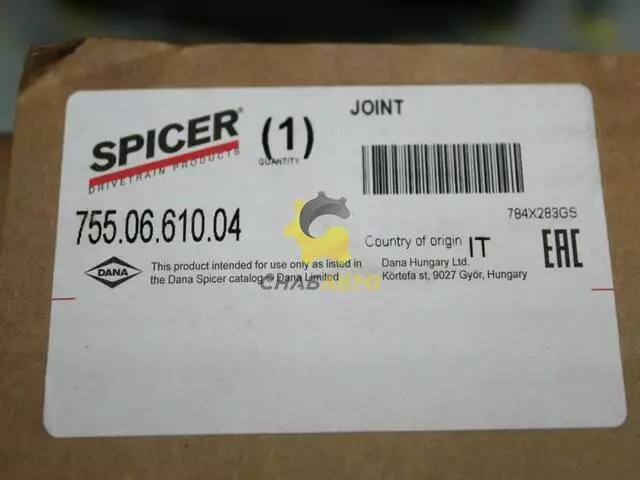 SPICER®
DRIVETRAIN PRODUCTS
(1)
QUANTITY
JOINT
784X283GS
755.06.610.04
Country of origin IT
EAC
DANA
This product intended for use only as listed in
the Dana Spicer catalog © Dana Limited
Dana Hungary Ltd.
Körtefa st, 9027 Győr, Hungary
СНАБАВТО